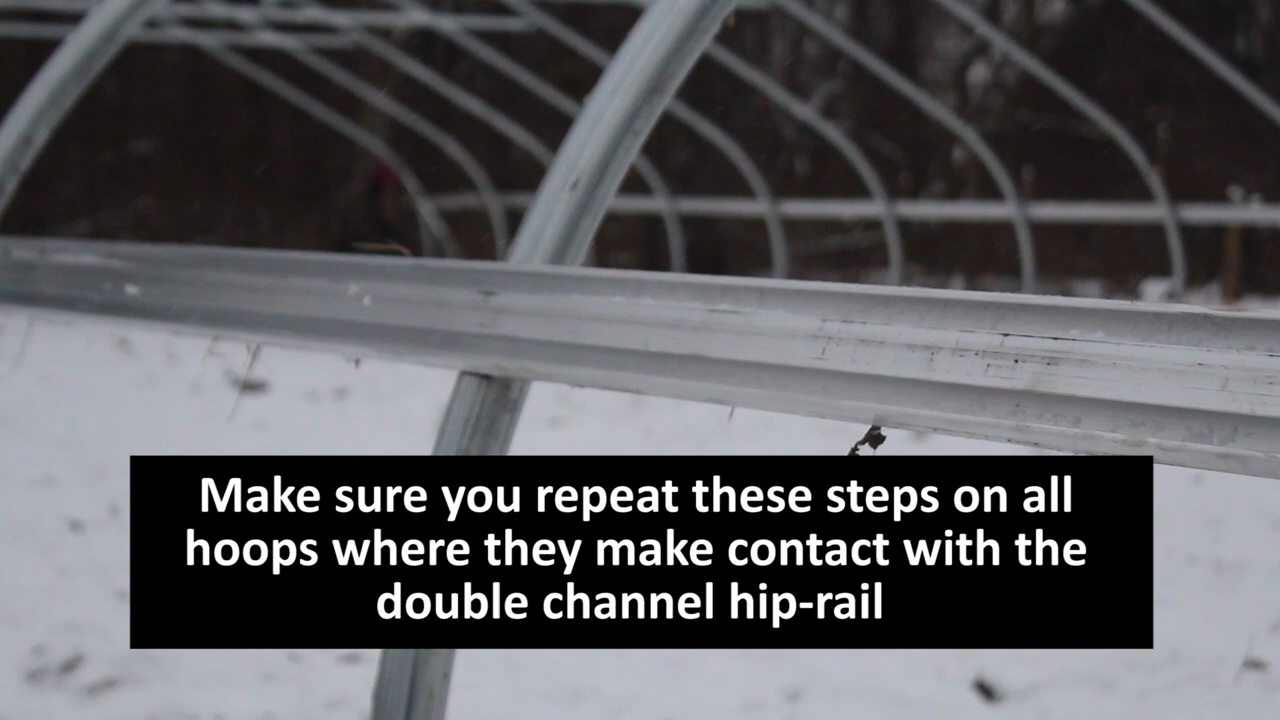 Make sure you repeat these steps on all
hoops where they make contact with the
double channel hip-rail